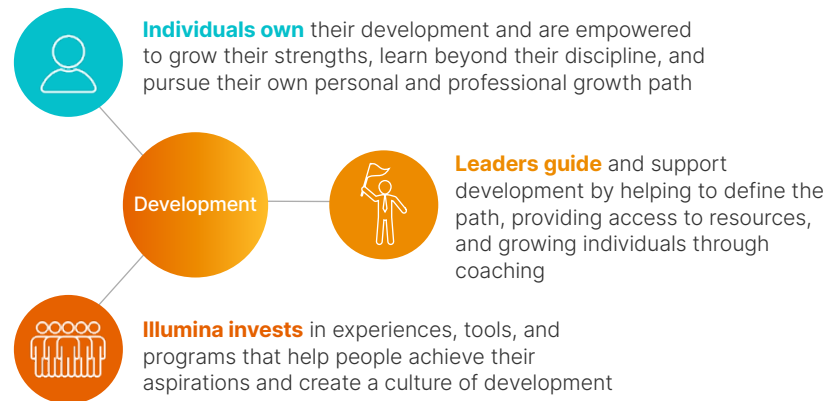 Individuals own their development and are empowered
to grow their strengths, learn beyond their discipline, and
pursue their own personal and professional growth path
Development
Leaders guide and support
development by helping to define the
path, providing access to resources,
and growing individuals through
coaching
Illumina invests in experiences, tools, and
programs that help people achieve their
aspirations and create a culture of development